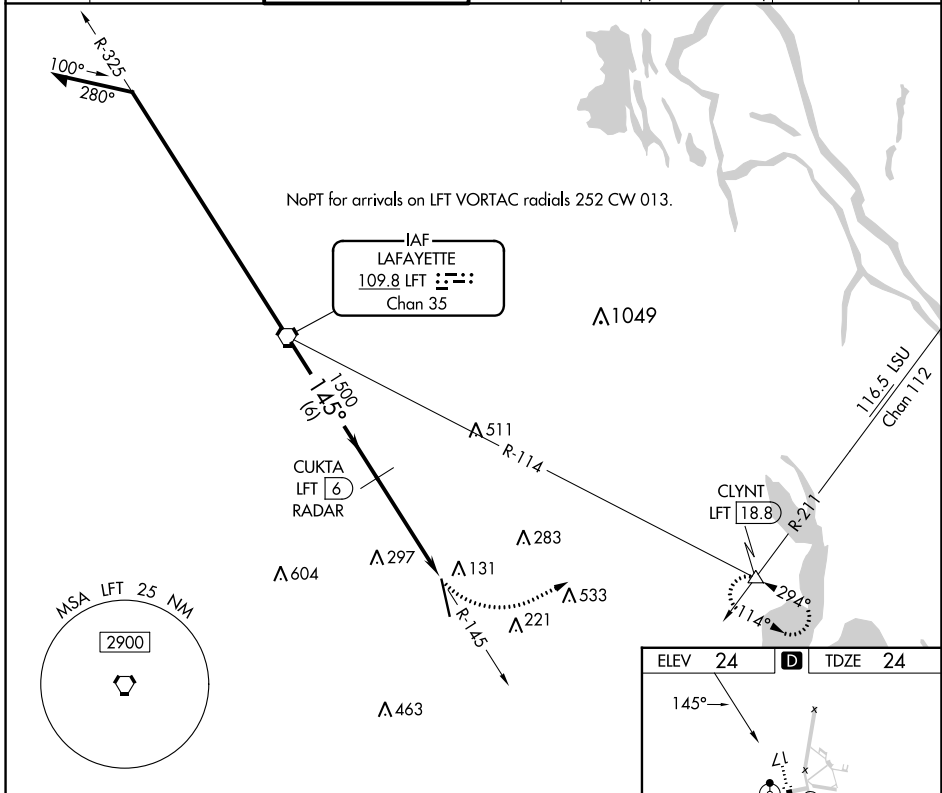 R-325
100°
280°
NoPT for arrivals on LFT VORTAC radials 252 CW 013.
IAF
LAFAYETTE
109.8 LFT
Chan 35
1049
116.5 LSU
Chan 112
1500
145°
(6)
511
R-114
CUKTA
LFT 6
RADAR
CLYNT
LFT 18.8
R-211
283
297
131
604
533
294°
114°
221
R-145
MSA LFT 25 NM
2900
463
ELEV 24 D TDZE 24
145°
17